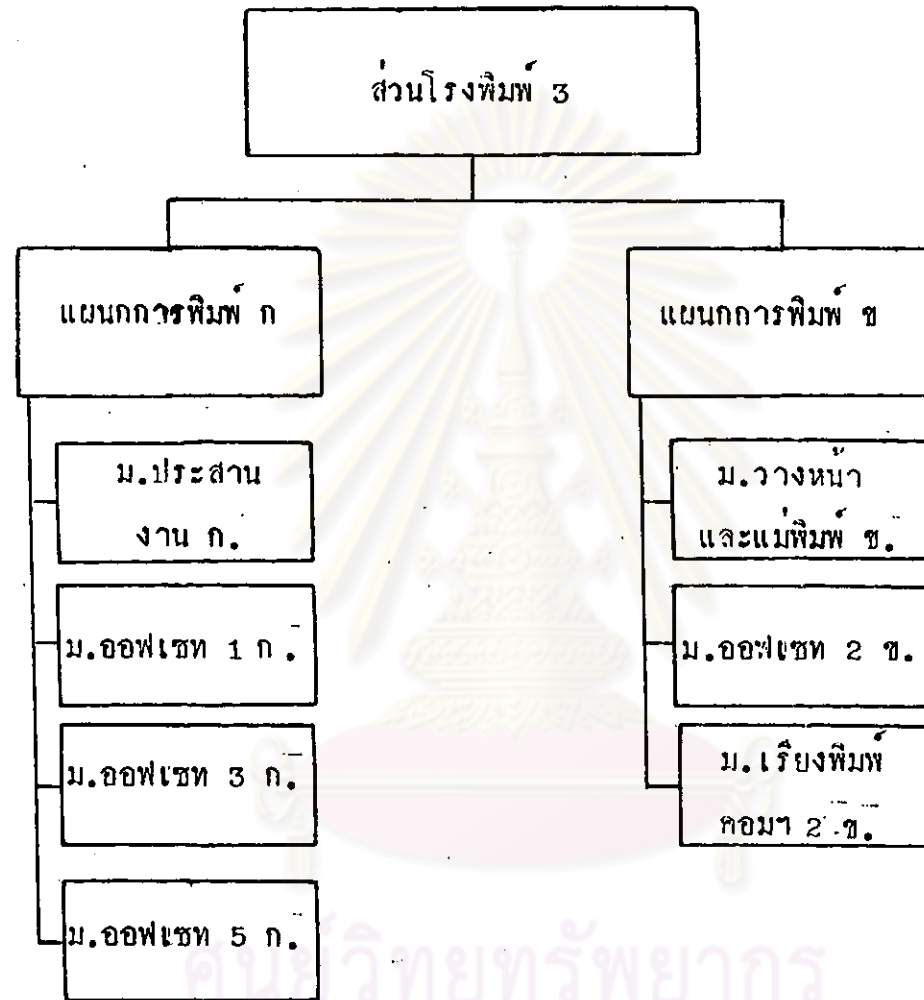 ส่วนโรงพิมพ์ 3
แผนกการพิมพ์ ก
แผนกการพิมพ์ ข
ม.ประสาน
งาน ก.
ม.ออฟเซท 1 ก.
ม.ออฟเซท 3 ก.
ม.ออฟเซท 5 ก.
ม.วางหน้า
และแม่พิมพ์ ข.
ม.ออฟเซท 2 ข.
ม.เรียงพิมพ์
คอมฯ 2 ข.
ศูนย์วิทยทรัพยากร